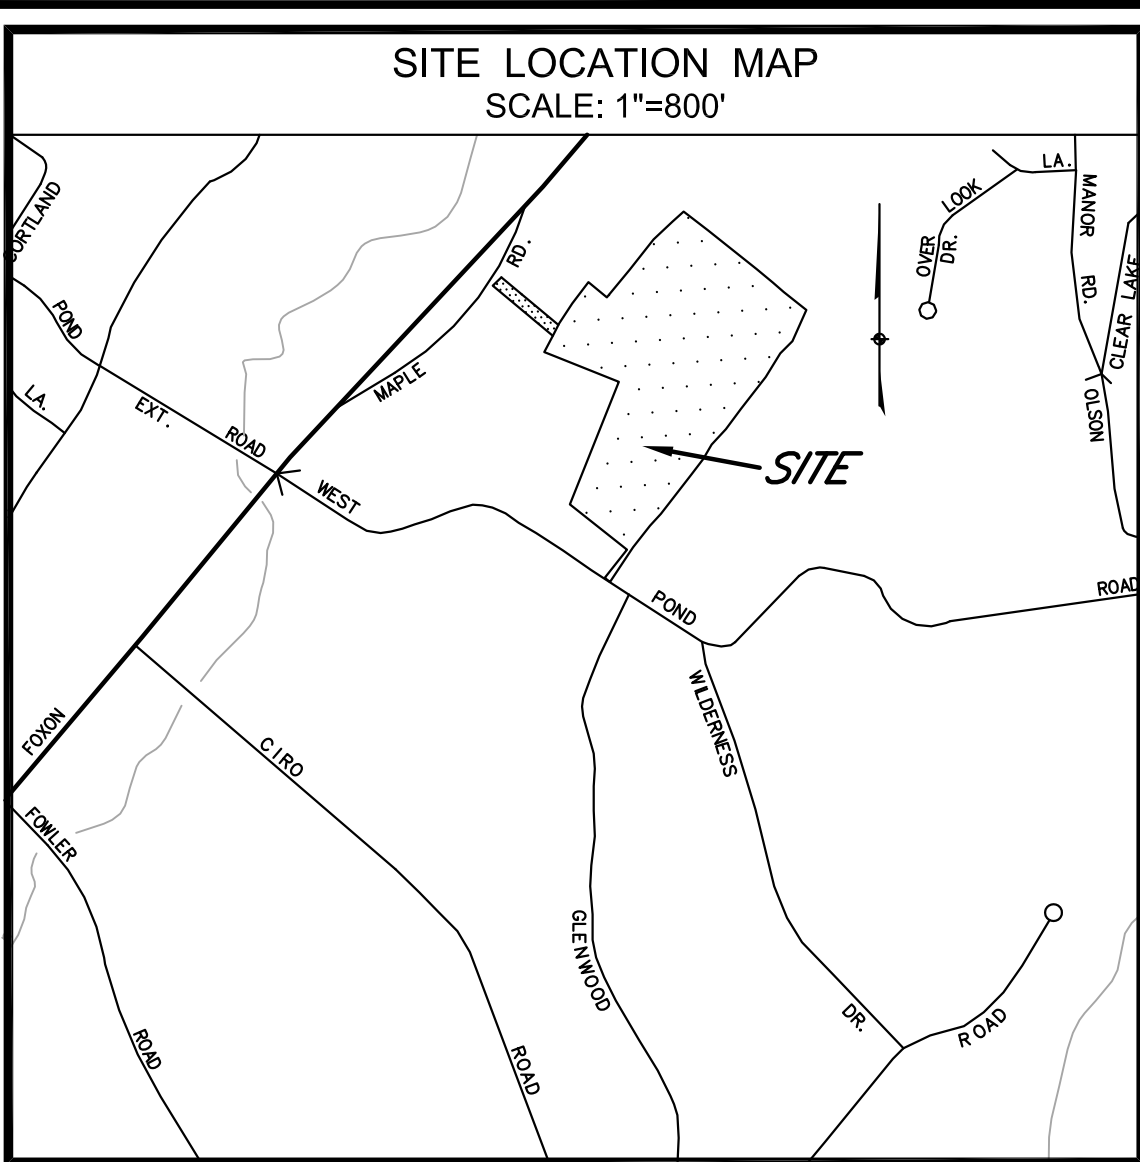 SITE LOCATION MAP
SCALE: 1"=800'
CORTLAND
POND
LA.
EXT.
ROAD
MAPLE
RD.
WEST
POND
ROAD
SITE
OVER
LOOK
DR.
LA.
MANOR
RD.
CLEAR LAKE
OLSON
FOXON
FOWLER
ROAD
CIRO
ROAD
GLENWOOD
WILDERNESS
DR.
ROAD